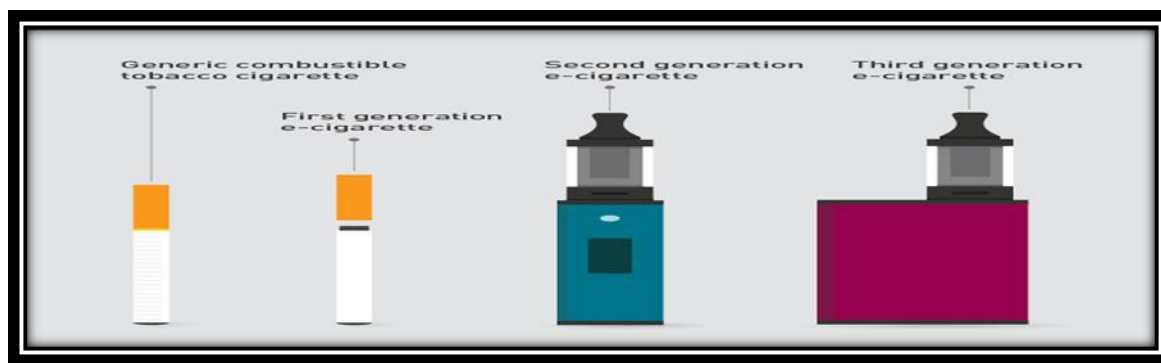 Generic combustible
tobacco cigarette
First generation
e-cigarette
Second generation
e-cigarette
Third generation
e-cigarette